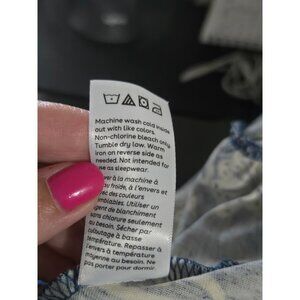 Machine wash cold inside
out with like colors.
Non-chlorine bleach only.
Tumble dry low. Warm
iron on reverse side as
needed. Not intended for
use as sleepwear.
à machine à
eau froide, à l'envers et
avec des couleurs
semblables. Utiliser un
agent de blanchiment
sans chlorure seulement
au besoin. Sécher par
culbutage à basse
température. Repasser à
l'envers à température
moyenne au besoin. Ne
pas porter pour dormir.